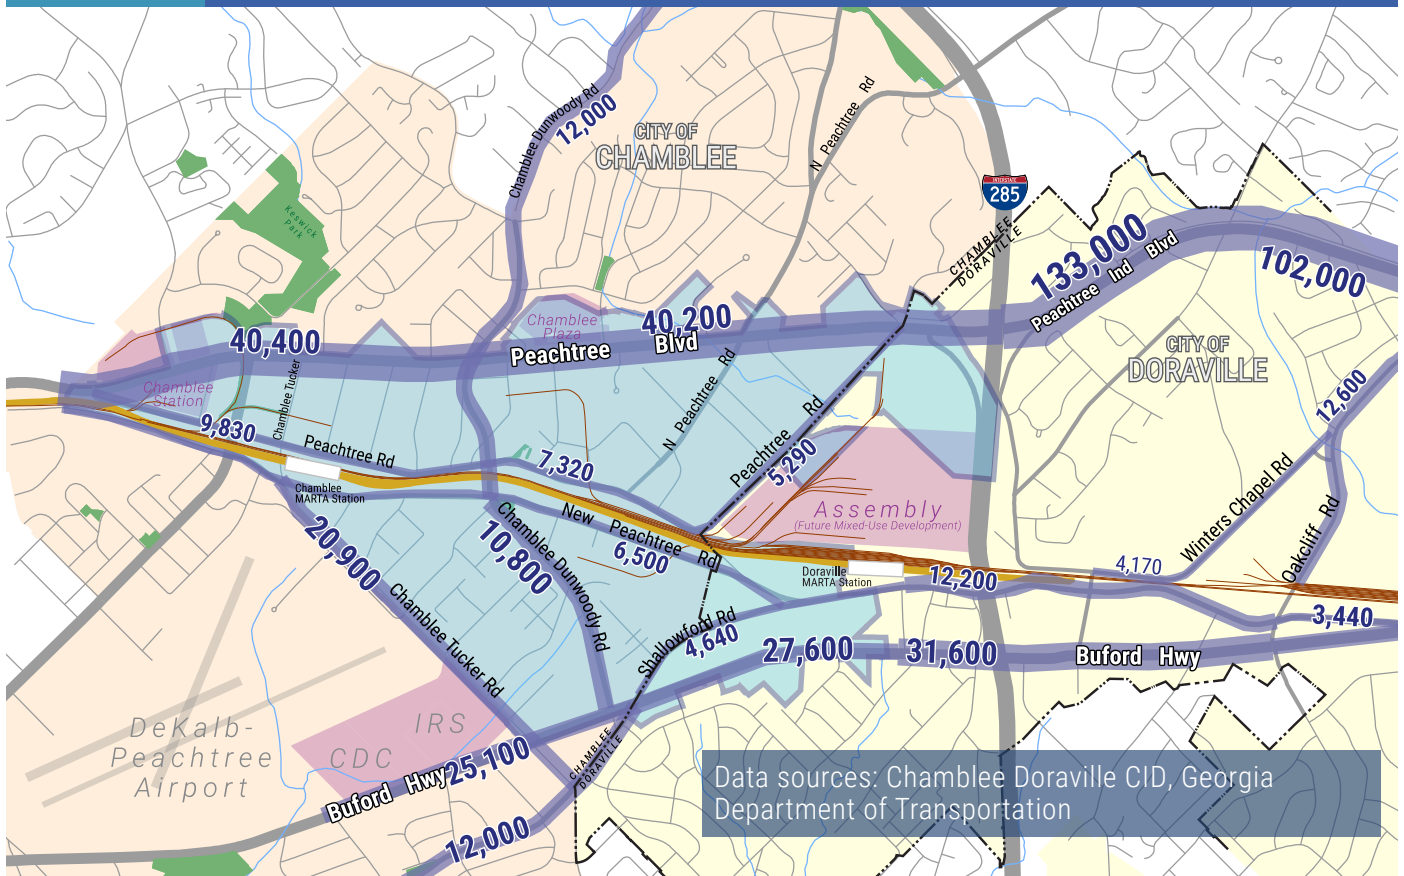 Chamblee Dunwoody Rd
12,000
CITY OF
CHAMBLEE
N Peachtree Rd
INTERSTATE
285
Keswick
Park
CHAMBLEE
DORAVILLE
133,000
Peachtree Ind Blvd
102,000
Chamblee
Plaza
40,200
40,400
Peachtree Blvd
CITY OF
DORAVILLE
Chamblee
Station
Chamblee Tucker
N Peachtree Rd
12,600
9,830
Peachtree Rd
Peachtree Rd
5,290
7,320
Chamblee
MARTA Station
Assembly
(Future Mixed-Use Development)
Winters Chapel Rd
Oakcliff Rd
20,900
10,800
Chamblee Dunwoody Rd
New Peachtree Rd
6,500
Doraville
MARTA Station
12,200
4,170
3,440
Chamblee Tucker Rd
Shallowford Rd
4,640
27,600
31,600
Buford Hwy
DeKalb-
Peachtree
Airport
IRS
CDC
Buford Hwy
25,100
CHAMBLEE
DORAVILLE
12,000
Data sources: Chamblee Doraville CID, Georgia
Department of Transportation